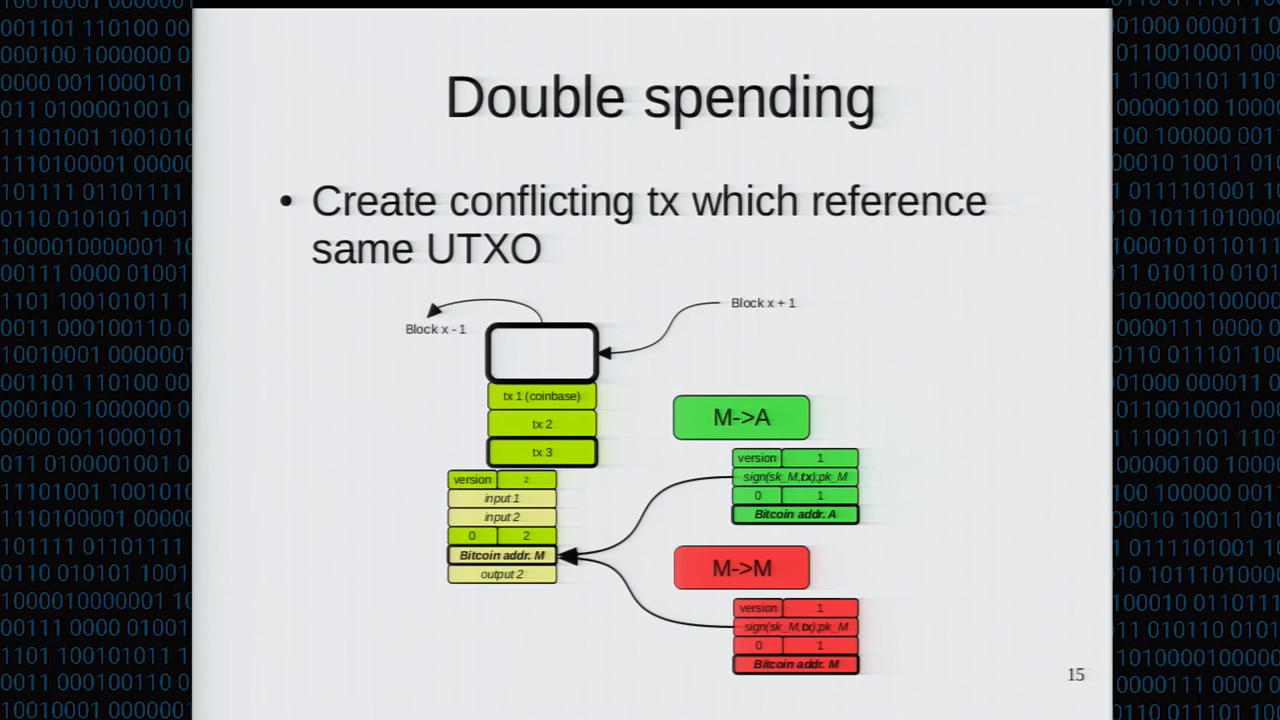 Double spending
• Create conflicting tx which reference
same UTXO
Block x - 1
Block x + 1
tx 1 (coinbase)
tx 2
tx 3
version 2
input 1
input 2
0 2
Bitcoin addr. M
output 2
M->A
version 1
sign(sk_M,tx);pk_M
0 1
Bitcoin addr. A
M->M
version 1
sign(sk_M,tx);pk_M
0 1
Bitcoin addr. M
15